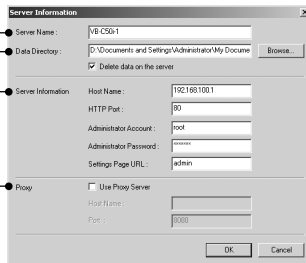 Server Information
Server Name :
VB-C50i-1
Data Directory :
D:\Documents and Settings\Administrator\My Docume
Browse...
Delete data on the server
Server Information
Host Name :
192.168.100.1
HTTP Port :
80
Administrator Account :
root
Administrator Password :
*******
Settings Page URL :
admin
Proxy
Use Proxy Server
Host Name :
Port :
8080
OK
Cancel